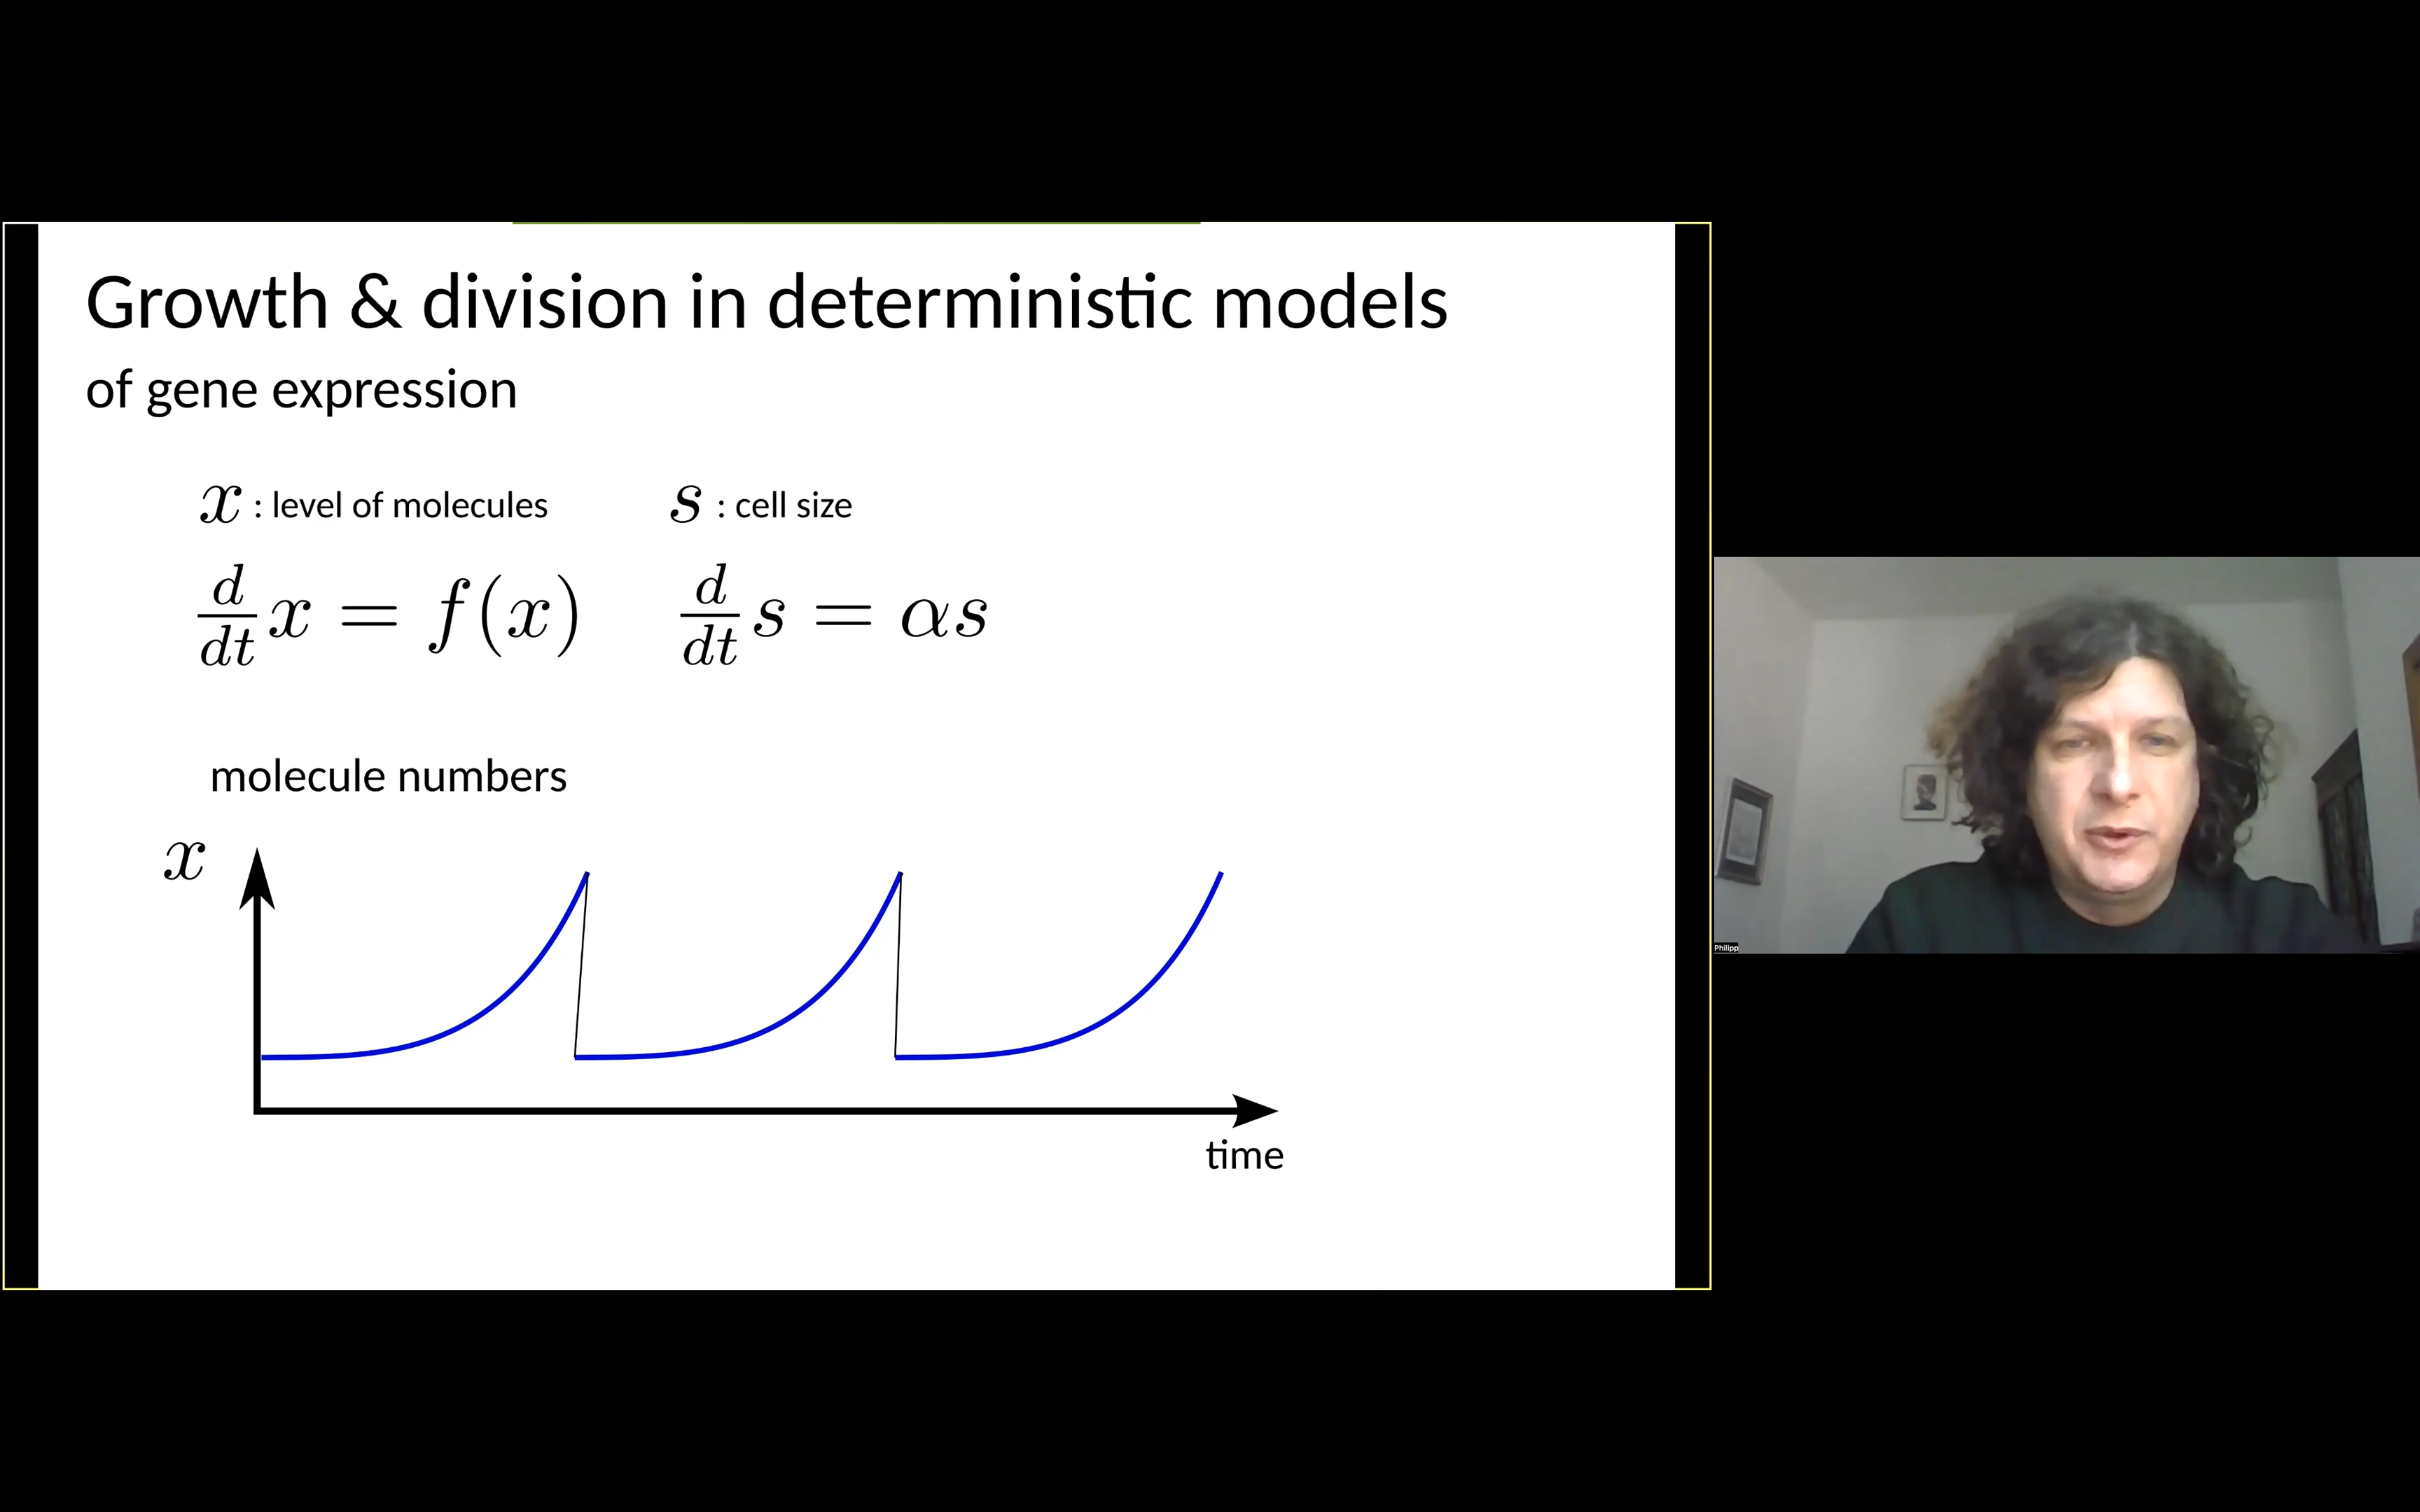 Growth & division in deterministic models
of gene expression
x : level of molecules s : cell size
d/dt x = f(x) d/dt s = αs
molecule numbers
x
time
Philipp